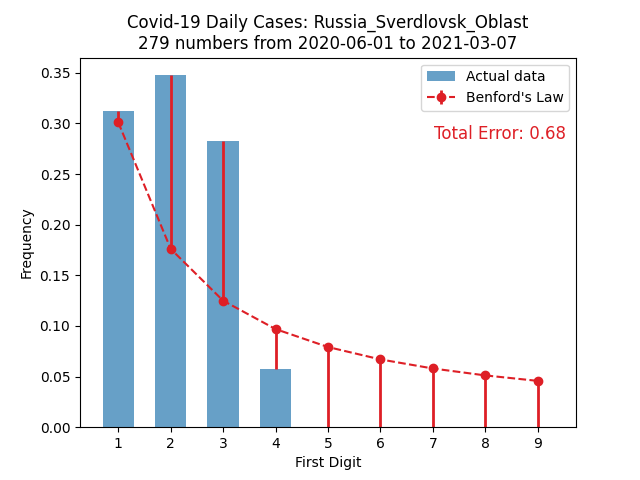 Covid-19 Daily Cases: Russia_Sverdlovsk_Oblast
279 numbers from 2020-06-01 to 2021-03-07
Actual data
Benford's Law
Total Error: 0.68
Frequency
0.35
0.30
0.25
0.20
0.15
0.10
0.05
0.00
1 2 3 4 5 6 7 8 9
First Digit